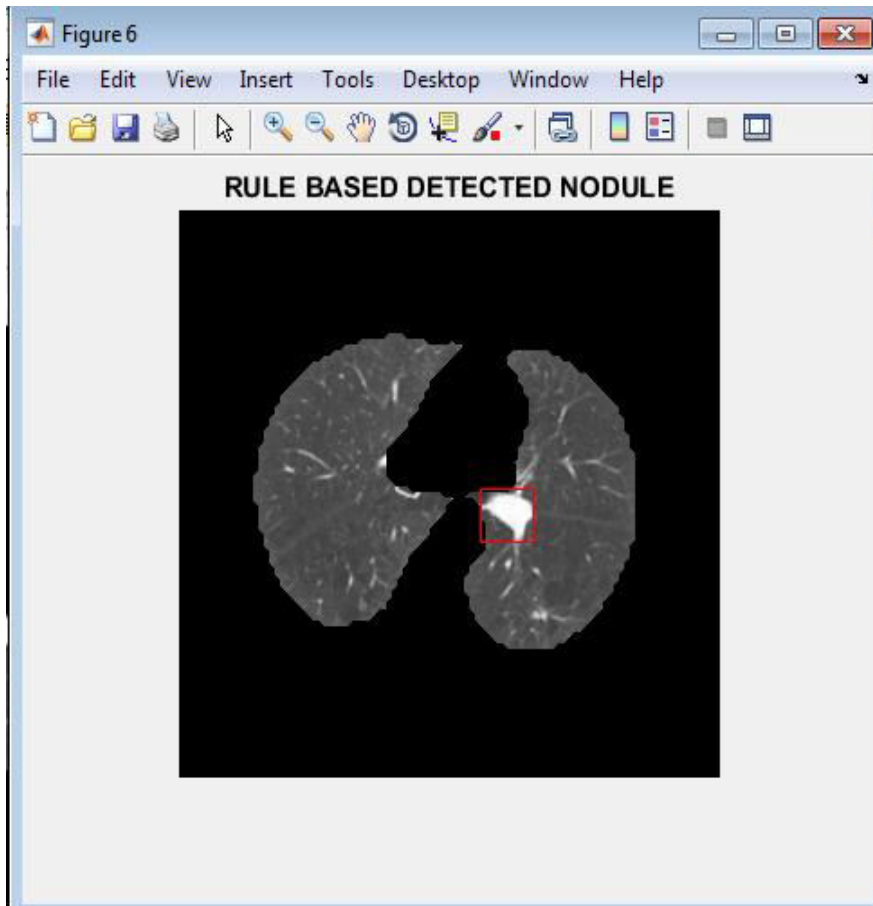 Figure 6
File Edit View Insert Tools Desktop Window Help
RULE BASED DETECTED NODULE